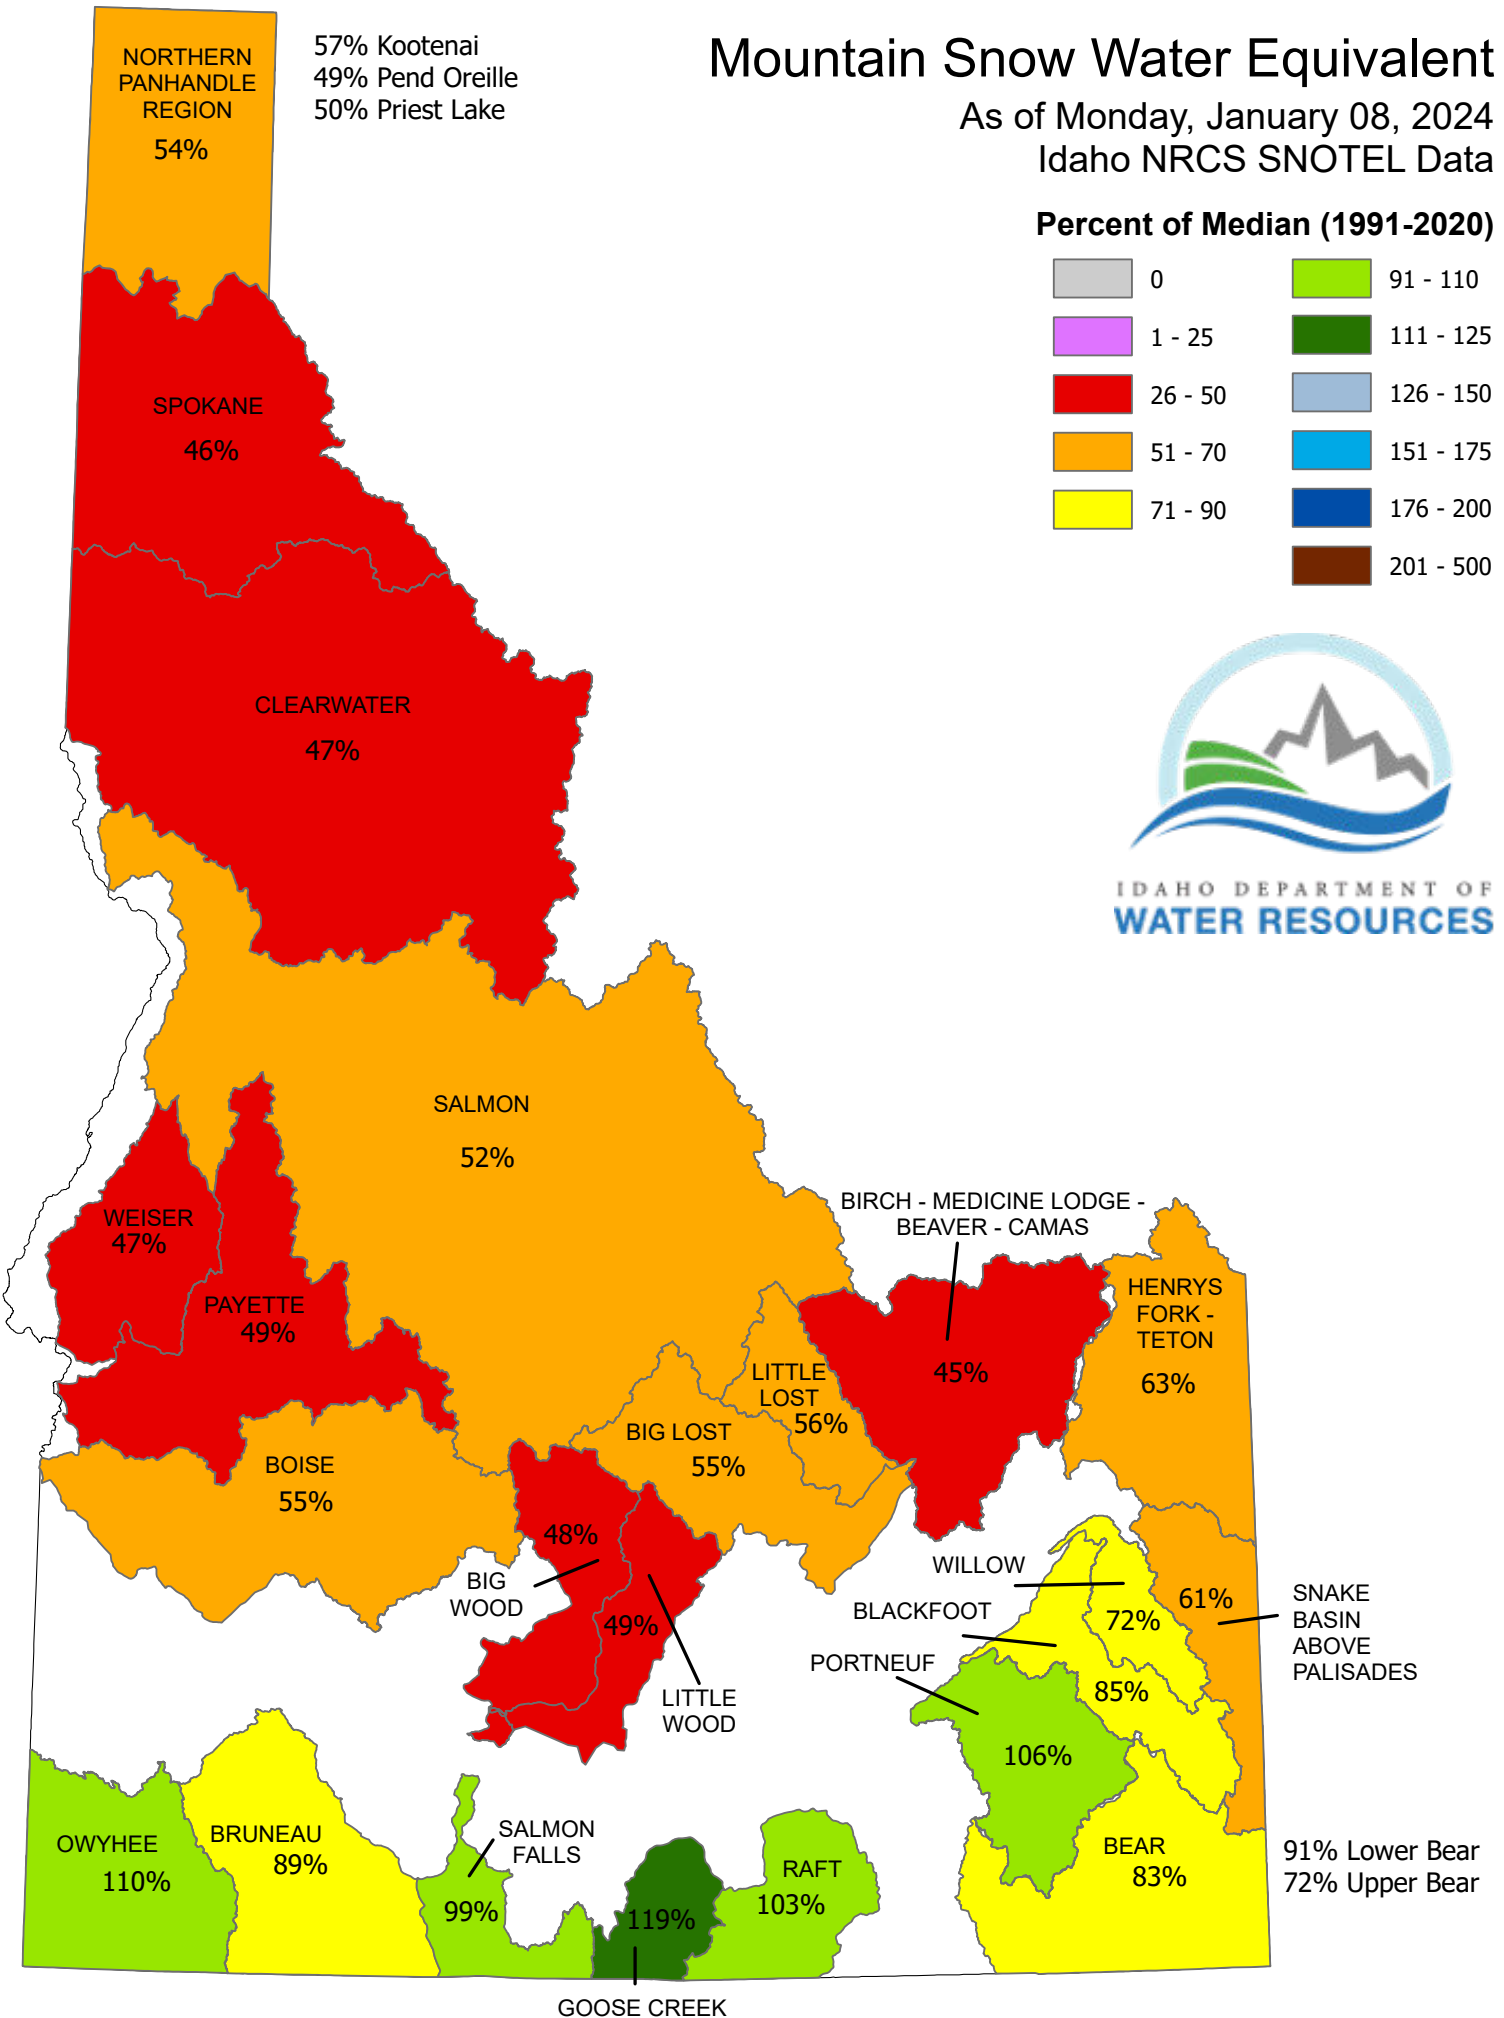 Mountain Snow Water Equivalent
As of Monday, January 08, 2024
Idaho NRCS SNOTEL Data
Percent of Median (1991-2020)
0
1 - 25
26 - 50
51 - 70
71 - 90
91 - 110
111 - 125
126 - 150
151 - 175
176 - 200
201 - 500
IDAHO DEPARTMENT OF
WATER RESOURCES
NORTHERN
PANHANDLE
REGION
54%
57% Kootenai
49% Pend Oreille
50% Priest Lake
SPOKANE
46%
CLEARWATER
47%
SALMON
52%
WEISER
47%
PAYETTE
49%
BOISE
55%
BIRCH - MEDICINE LODGE -
BEAVER - CAMAS
45%
HENRYS
FORK -
TETON
63%
LITTLE
LOST
56%
BIG LOST
55%
48%
BIG
WOOD
49%
LITTLE
WOOD
WILLOW
72%
BLACKFOOT
85%
PORTNEUF
106%
61%
SNAKE
BASIN
ABOVE
PALISADES
OWYHEE
110%
BRUNEAU
89%
SALMON
FALLS
99%
119%
GOOSE CREEK
RAFT
103%
BEAR
83%
91% Lower Bear
72% Upper Bear